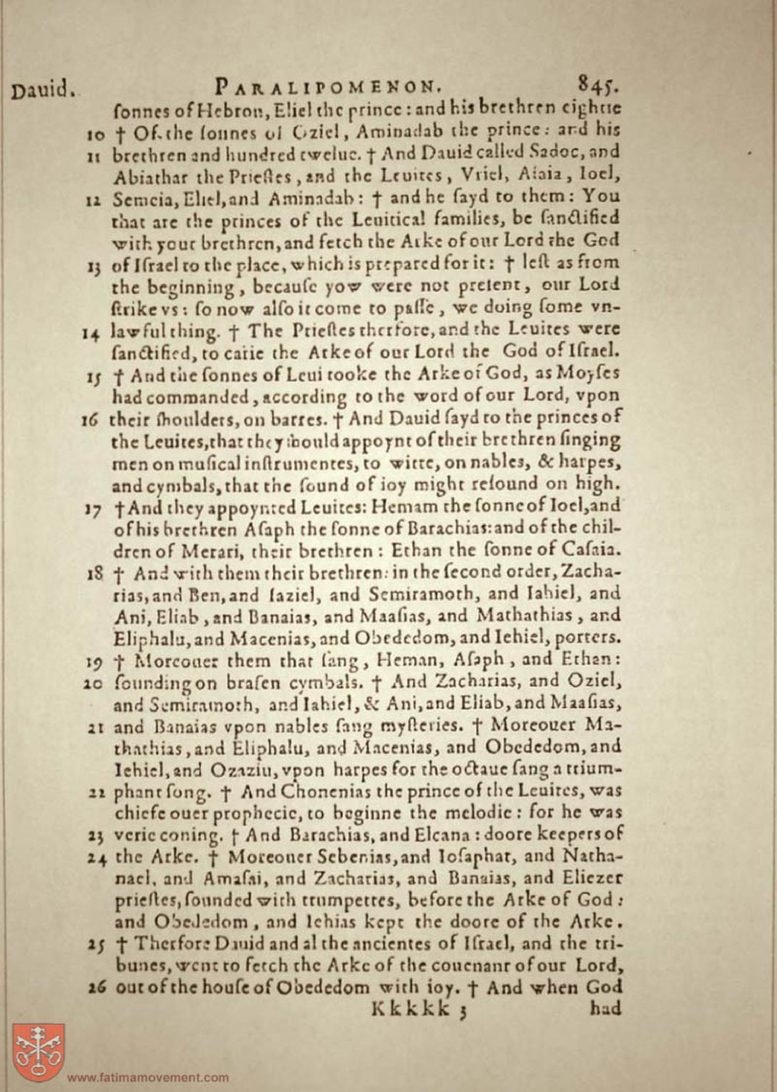 Dauid. PARALIPOMENON. 845.
ſonnes of Hebron, Eliel the prince: and his brethren eightie
10 † Of the ſonnes of Oziel, Aminadab the prince: and his
11 brethren and hundred twelue. † And Dauid called Sadoc, and
Abiathar the Prieſtes, and the Leuites, Vriel, Aſaia, Ioel,
12 Semeia, Eliel, and Aminadab: † and he ſayd to them: You
that are the princes of the Leuitical families, be ſanctified
with your brethren, and fetch the Arke of our Lord the God
13 of Iſrael to the place, which is prepared for it: † leſt as from
the beginning, becauſe yow were not preſent, our Lord
ſtrike vs: ſo now alſo it come to paſſe, we doing ſome vn-
14 lawful thing. † The Prieſtes therfore, and the Leuites were
ſanctified, to carie the Arke of our Lord the God of Iſrael.
15 † And the ſonnes of Leui tooke the Arke of God, as Moyſes
had commanded, according to the word of our Lord, vpon
16 their ſhoulders, on barres. † And Dauid ſayd to the princes of
the Leuites, that they ſhould appoynt of their brethren ſinging
men on muſical inſtrumentes, to witte, on nables, & harpes,
and cymbals, that the ſound of ioy might reſound on high.
17 † And they appoynted Leuites: Hemam the ſonne of Ioel, and
of his brethren Aſaph the ſonne of Barachias: and of the chil-
dren of Merari, their brethren: Ethan the ſonne of Caſaia.
18 † And with them their brethren: in the ſecond order, Zacha-
rias, and Ben, and Iaziel, and Semiramoth, and Iahiel, and
Ani, Eliab, and Banaias, and Maaſias, and Mathathias, and
Eliphalu, and Macenias, and Obededom, and Iehiel, porters.
19 † Moreouer them that ſang, Heman, Aſaph, and Ethan:
20 ſounding on braſen cymbals. † And Zacharias, and Oziel,
and Semiramoth, and Iahiel, & Ani, and Eliab, and Maaſias,
21 and Banaias vpon nables ſang myſteries. † Moreouer Ma-
thathias, and Eliphalu, and Macenias, and Obededom, and
Iehiel, and Ozaziu, vpon harpes for the octaue ſang a trium-
22 phant ſong. † And Chonenias the prince of the Leuites, was
chiefe ouer prophecie, to beginne the melodie: for he was
23 verie coning. † And Barachias, and Elcana: doore keepers of
24 the Arke. † Moreouer Sebenias, and Ioſaphat, and Natha-
nael, and Amaſai, and Zacharias, and Banaias, and Eliezer
prieſtes, ſounded with trumpettes, before the Arke of God:
and Obededom, and Iehias kept the doore of the Arke.
25 † Therfore Dauid and al the ancientes of Iſrael, and the tri-
bunes, went to fetch the Arke of the couenant of our Lord,
26 out of the houſe of Obededom with ioy. † And when God
Kkkkk 3 had
www.fatimamovement.com